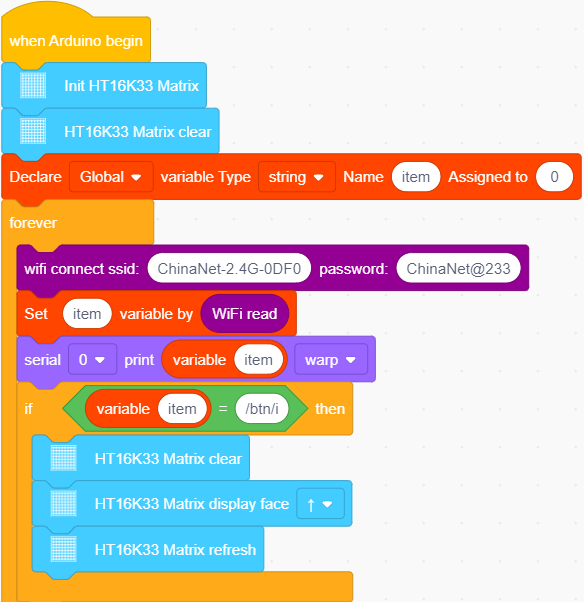 when Arduino begin
Init HT16K33 Matrix
HT16K33 Matrix clear
Declare Global variable Type string Name item Assigned to 0
forever
wifi connect ssid: ChinaNet-2.4G-0DF0 password: ChinaNet@233
Set item variable by WiFi read
serial 0 print variable item warp
if variable item = /btn/i then
HT16K33 Matrix clear
HT16K33 Matrix display face ↑
HT16K33 Matrix refresh